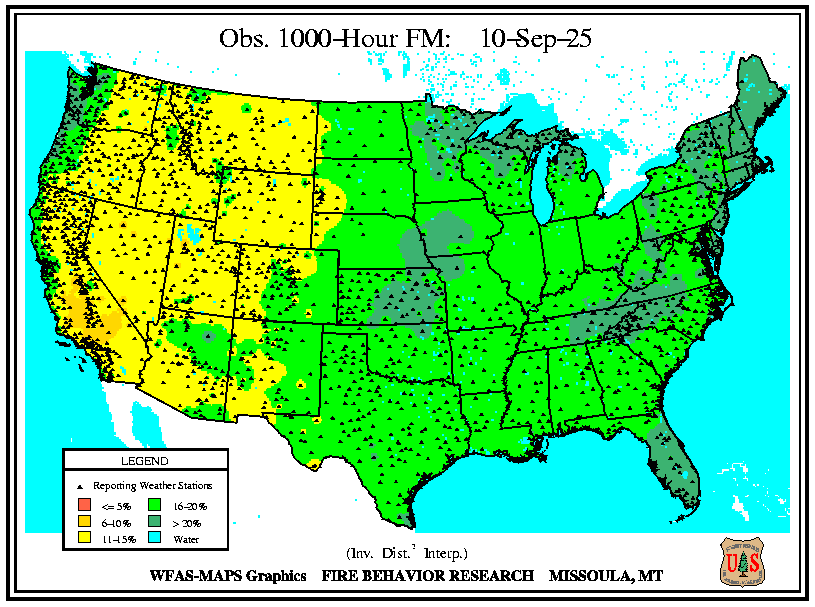 Obs. 1000-Hour FM: 10-Sep-25
LEGEND
Reporting Weather Stations
<= 5% 16-20%
6-10% > 20%
11-15% Water
(Inv. Dist.² Interp.)
WFAS-MAPS Graphics FIRE BEHAVIOR RESEARCH MISSOULA, MT
U S